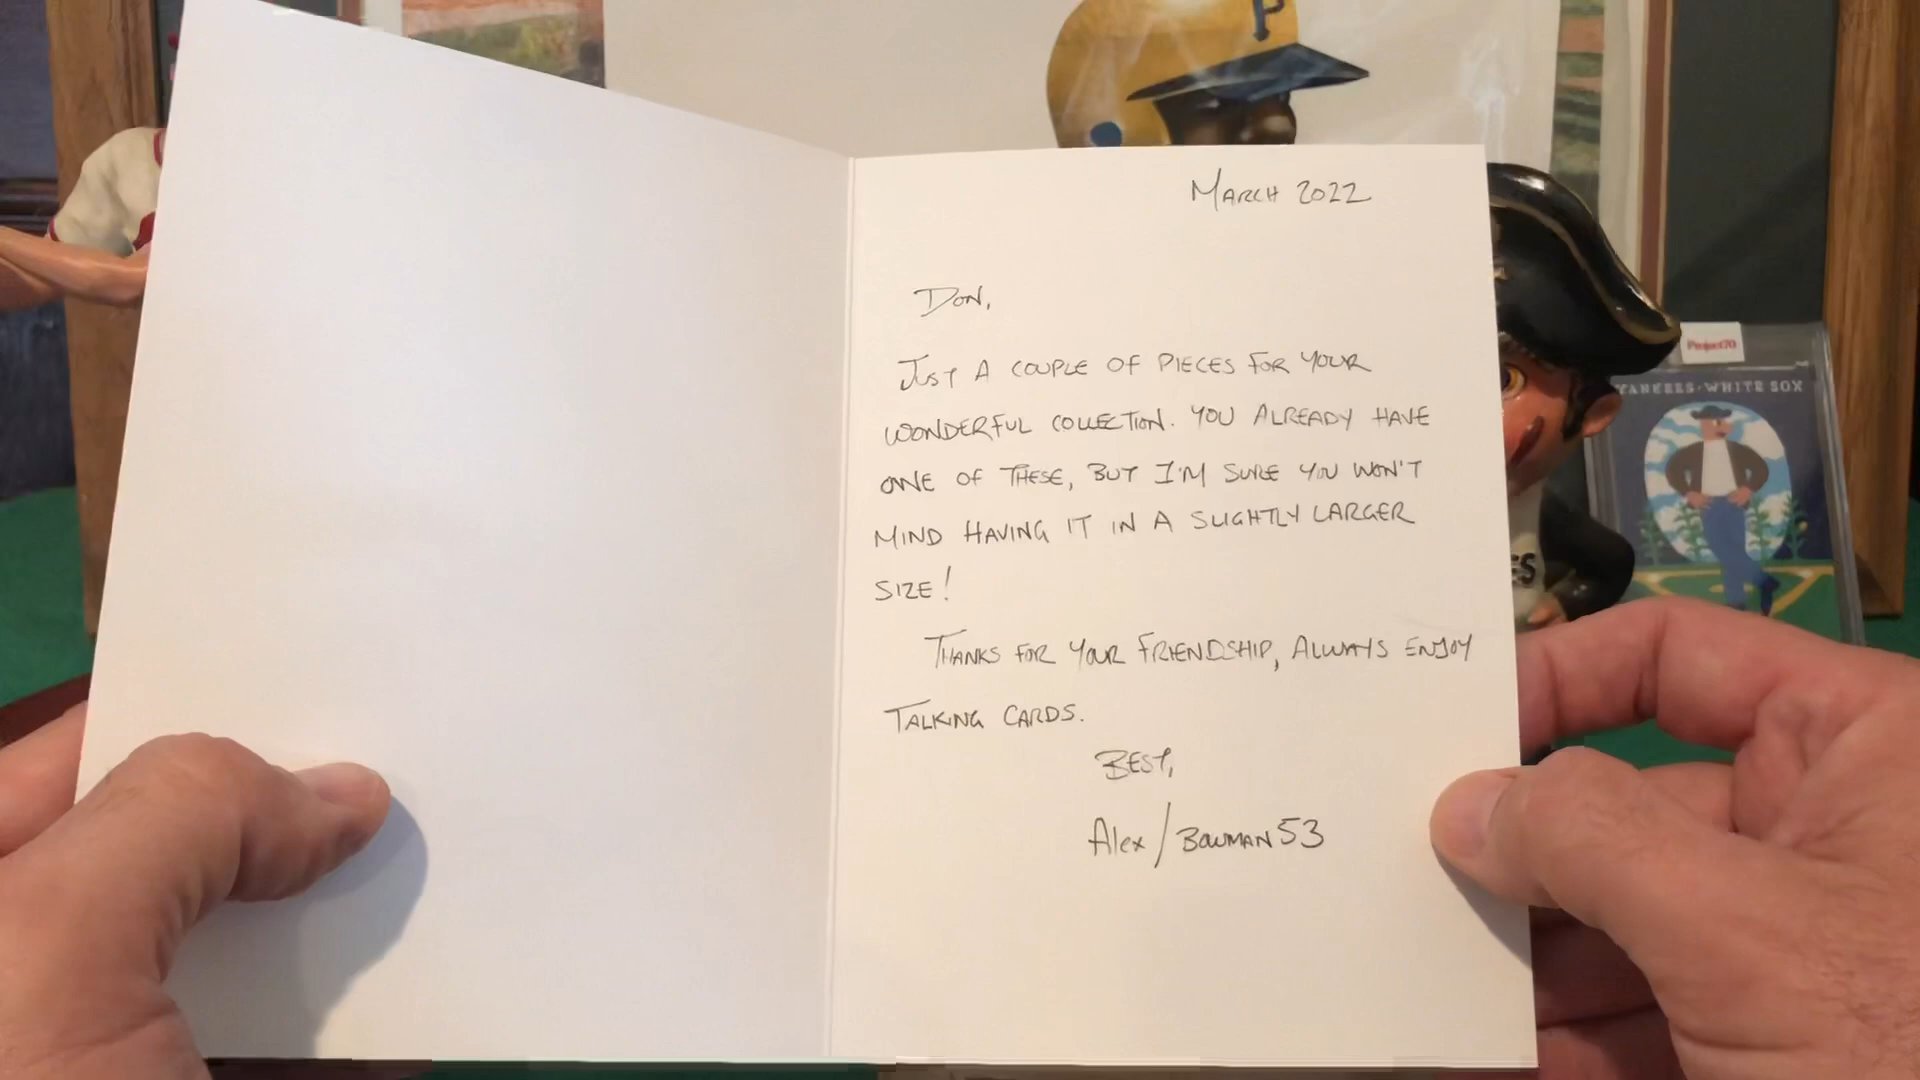 P
MARCH 2022
DON,
JUST A COUPLE OF PIECES FOR YOUR
WONDERFUL COLLECTION. YOU ALREADY HAVE
ONE OF THESE, BUT I'M SURE YOU WON'T
MIND HAVING IT IN A SLIGHTLY LARGER
SIZE!
THANKS FOR YOUR FRIENDSHIP, ALWAYS ENJOY
TALKING CARDS.
BEST,
Alex/BOWMAN53
Project70
YANKEES·WHITE SOX
ES